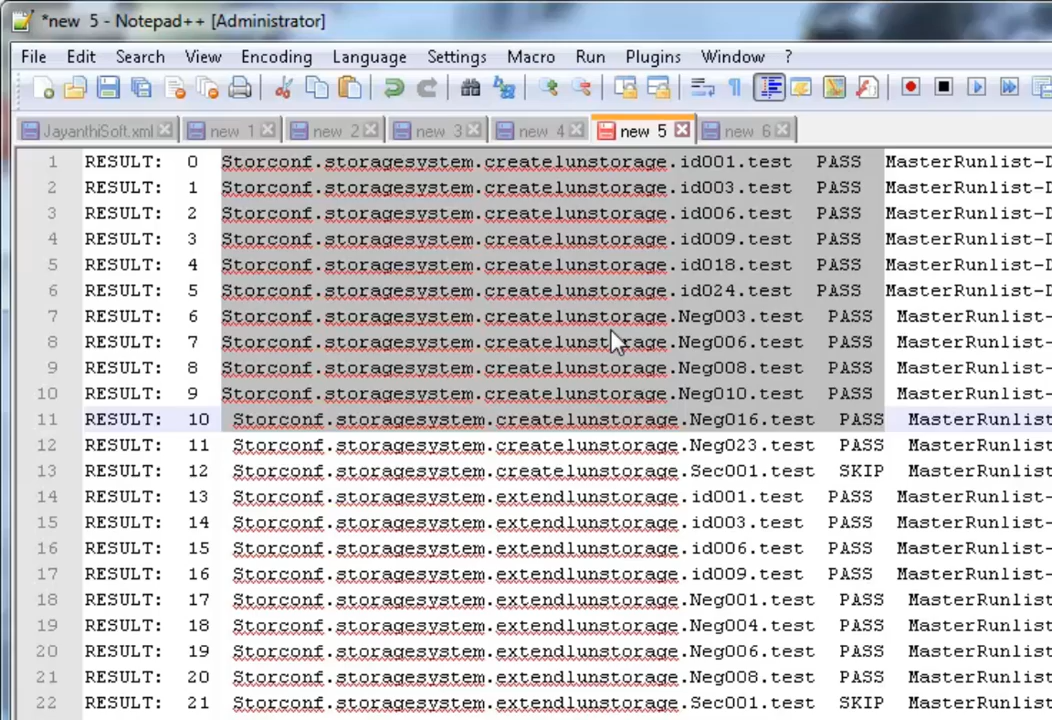 *new 5 - Notepad++ [Administrator]
File Edit Search View Encoding Language Settings Macro Run Plugins Window ?
JayanthiSoft.xml new 1 new 2 new 3 new 4 new 5 new 6
1 RESULT: 0 Storconf.storagesystem.createlunstorage.id001.test PASS MasterRunlist-
2 RESULT: 1 Storconf.storagesystem.createlunstorage.id003.test PASS MasterRunlist-
3 RESULT: 2 Storconf.storagesystem.createlunstorage.id006.test PASS MasterRunlist-
4 RESULT: 3 Storconf.storagesystem.createlunstorage.id009.test PASS MasterRunlist-
5 RESULT: 4 Storconf.storagesystem.createlunstorage.id018.test PASS MasterRunlist-
6 RESULT: 5 Storconf.storagesystem.createlunstorage.id024.test PASS MasterRunlist-
7 RESULT: 6 Storconf.storagesystem.createlunstorage.Neg003.test PASS MasterRunlist-
8 RESULT: 7 Storconf.storagesystem.createlunstorage.Neg006.test PASS MasterRunlist-
9 RESULT: 8 Storconf.storagesystem.createlunstorage.Neg008.test PASS MasterRunlist-
10 RESULT: 9 Storconf.storagesystem.createlunstorage.Neg010.test PASS MasterRunlist-
11 RESULT: 10 Storconf.storagesystem.createlunstorage.Neg016.test PASS MasterRunlist
12 RESULT: 11 Storconf.storagesystem.createlunstorage.Neg023.test PASS MasterRunlist
13 RESULT: 12 Storconf.storagesystem.createlunstorage.Sec001.test SKIP MasterRunlist
14 RESULT: 13 Storconf.storagesystem.extendlunstorage.id001.test PASS MasterRunlist-
15 RESULT: 14 Storconf.storagesystem.extendlunstorage.id003.test PASS MasterRunlist-
16 RESULT: 15 Storconf.storagesystem.extendlunstorage.id006.test PASS MasterRunlist-
17 RESULT: 16 Storconf.storagesystem.extendlunstorage.id009.test PASS MasterRunlist-
18 RESULT: 17 Storconf.storagesystem.extendlunstorage.Neg001.test PASS MasterRunlist
19 RESULT: 18 Storconf.storagesystem.extendlunstorage.Neg004.test PASS MasterRunlist
20 RESULT: 19 Storconf.storagesystem.extendlunstorage.Neg006.test PASS MasterRunlist
21 RESULT: 20 Storconf.storagesystem.extendlunstorage.Neg008.test PASS MasterRunlist
22 RESULT: 21 Storconf.storagesystem.extendlunstorage.Sec001.test SKIP MasterRunlist